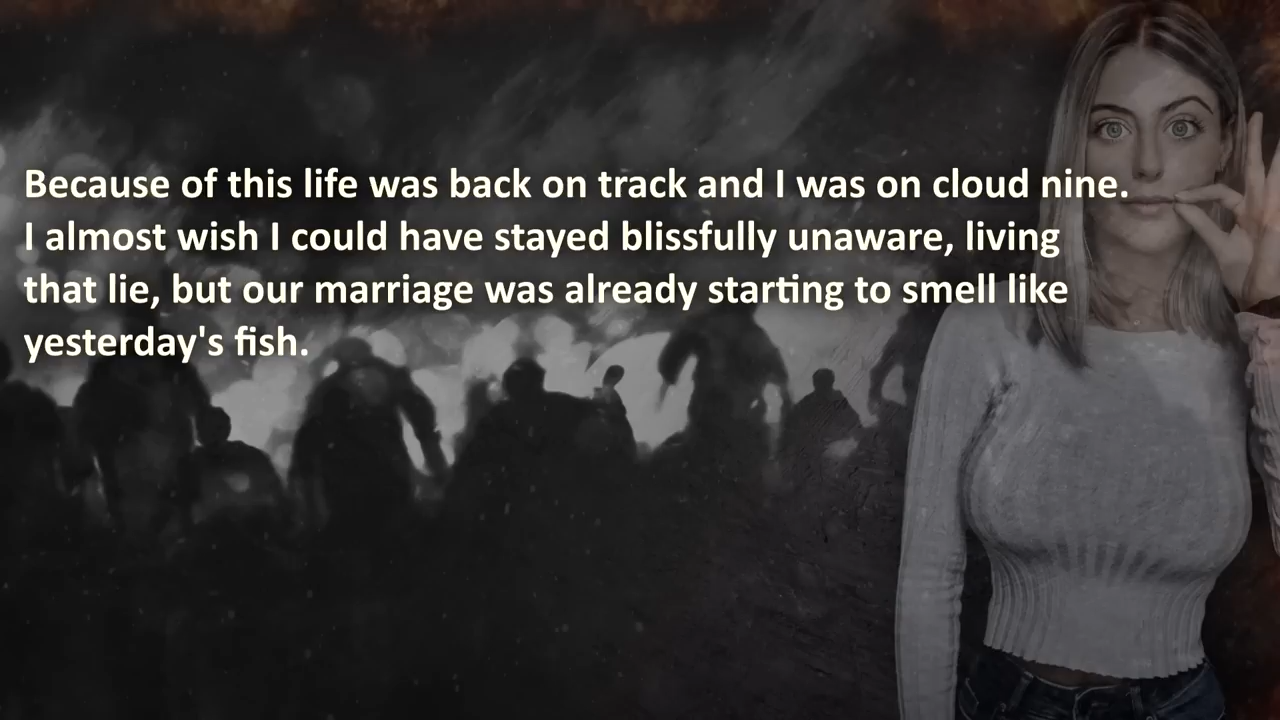 Because of this life was back on track and I was on cloud nine.
I almost wish I could have stayed blissfully unaware, living
that lie, but our marriage was already starting to smell like
yesterday's fish.